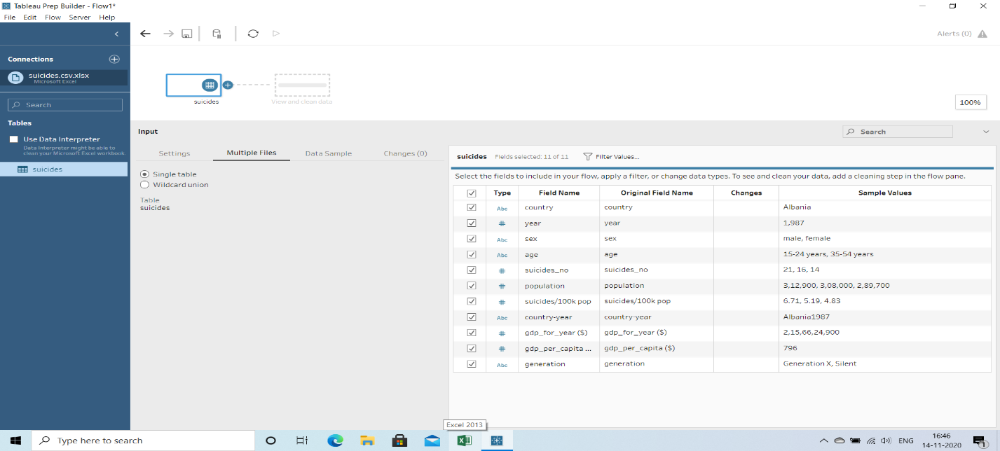 Tableau Prep Builder - Flow1*
File Edit Flow Server Help
Alerts (0)
Connections
suicides.csv.xlsx
Microsoft Excel
Search
Tables
Use Data Interpreter
Data Interpreter might be able to
clean your Microsoft Excel workbook.
suicides
suicides
View and clean data
100%
Input
Search
Settings Multiple Files Data Sample Changes (0)
Single table
Wildcard union
Table
suicides
suicides Fields selected: 11 of 11 Filter Values...
Select the fields to include in your flow, apply a filter, or change data types. To see and clean your data, add a cleaning step in the flow pane.
Type Field Name Original Field Name Changes Sample Values
Abc country country Albania
# year year 1,987
Abc sex sex male, female
Abc age age 15-24 years, 35-54 years
# suicides_no suicides_no 21, 16, 14
# population population 3,12,900, 3,08,000, 2,89,700
# suicides/100k pop suicides/100k pop 6.71, 5.19, 4.83
Abc country-year country-year Albania1987
# gdp_for_year ($) gdp_for_year ($) 2,15,66,24,900
# gdp_per_capita ... gdp_per_capita ($) 796
Abc generation generation Generation X, Silent
Excel 2013
Type here to search
ENG
16:46
14-11-2020
1